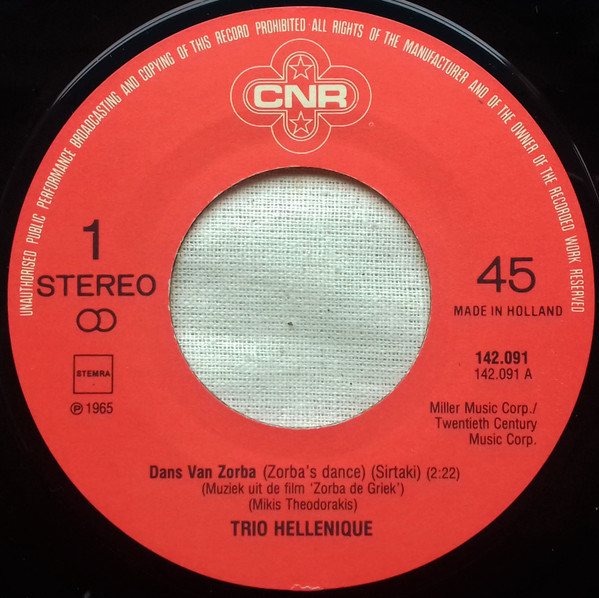 UNAUTHORISED PUBLIC PERFORMANCE BROADCASTING AND COPYING OF THIS RECORD PROHIBITED·ALL RIGHTS OF THE MANUFACTURER AND OF THE OWNER OF THE RECORDED WORK RESERVED
CNR
1
STEREO
45
MADE IN HOLLAND
STEMRA
℗ 1965
142.091
142.091 A
Miller Music Corp./
Twentieth Century
Music Corp.
Dans Van Zorba (Zorba's dance) (Sirtaki) (2:22)
(Muziek uit de film 'Zorba de Griek')
(Mikis Theodorakis)
TRIO HELLENIQUE